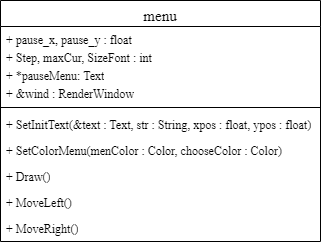 menu
+ pause_x, pause_y : float
+ Step, maxCur, SizeFont : int
+ *pauseMenu: Text
+ &wind : RenderWindow
+ SetInitText(&text : Text, str : String, xpos : float, ypos : float)
+ SetColorMenu(menColor : Color, chooseColor : Color)
+ Draw()
+ MoveLeft()
+ MoveRight()